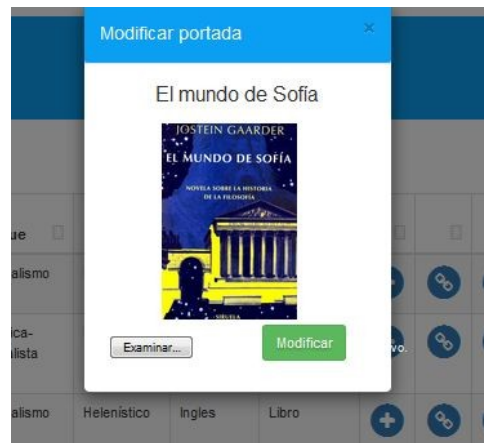 Modificar portada
×
El mundo de Sofía
JOSTEIN GAARDER
EL MUNDO DE SOFÍA
NOVELA SOBRE LA HISTORIA
DE LA FILOSOFÍA
SIRUELA
Examinar...
Modificar
vo.
ue
alismo
ica-
alista
alismo
Helenístico
Ingles
Libro